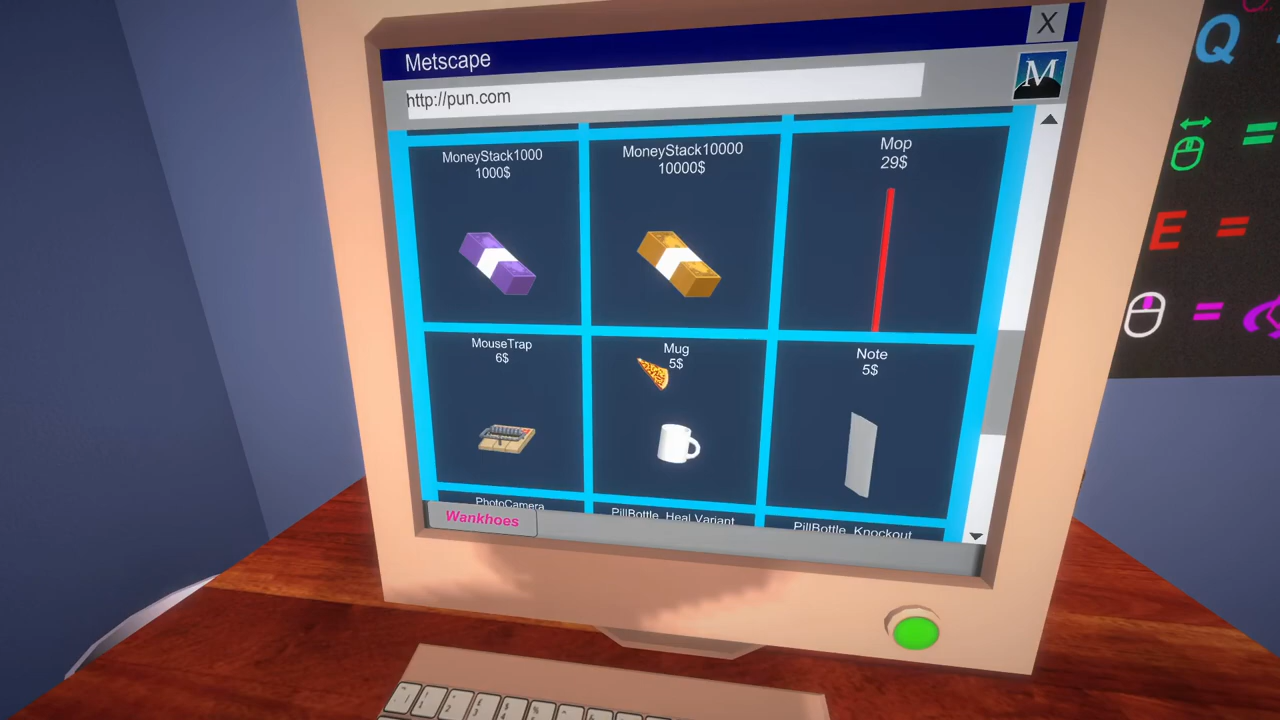 X
Metscape
M
http://pun.com
MoneyStack1000
1000$
MoneyStack10000
10000$
Mop
29$
MouseTrap
6$
Mug
5$
Note
5$
PhotoCamera
PillBottle_Heal Variant
PillBottle_Knockout
Wankhoes
Q =
=
E =
=